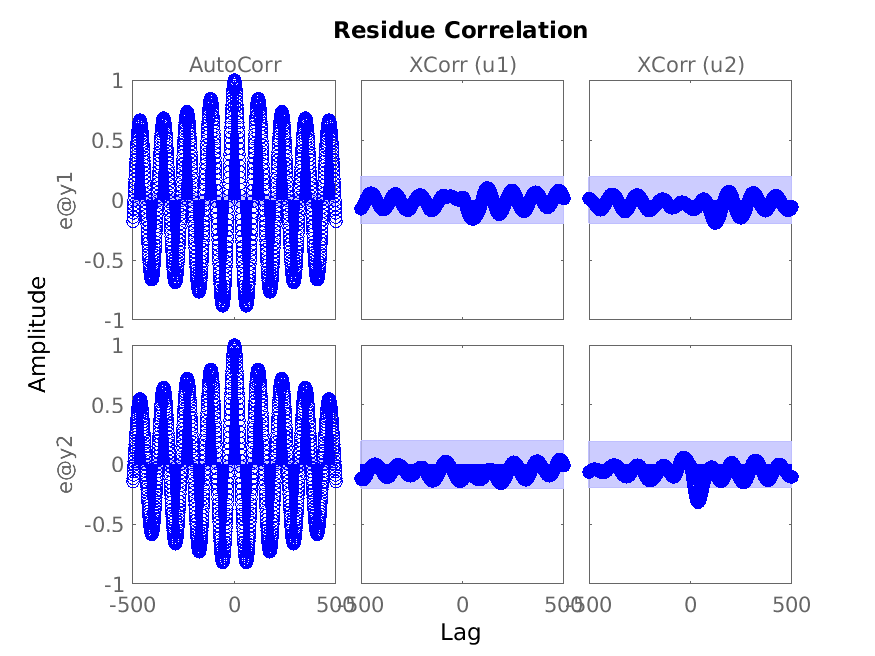 Residue Correlation
AutoCorr XCorr (u1) XCorr (u2)
1
0.5
0
-0.5
-1
e@y1
Amplitude
1
0.5
0
-0.5
-1
e@y2
-500 0 500 -500 0 500 -500 0 500
Lag